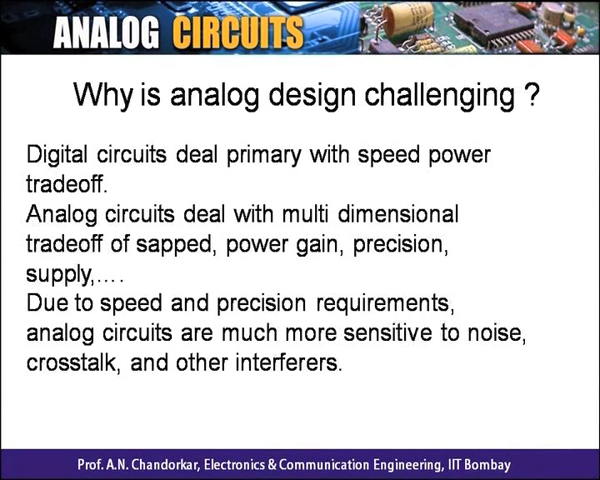 ANALOG CIRCUITS
Why is analog design challenging ?
Digital circuits deal primary with speed power
tradeoff.
Analog circuits deal with multi dimensional
tradeoff of sapped, power gain, precision,
supply,....
Due to speed and precision requirements,
analog circuits are much more sensitive to noise,
crosstalk, and other interferers.
Prof. A.N. Chandorkar, Electronics & Communication Engineering, IIT Bombay